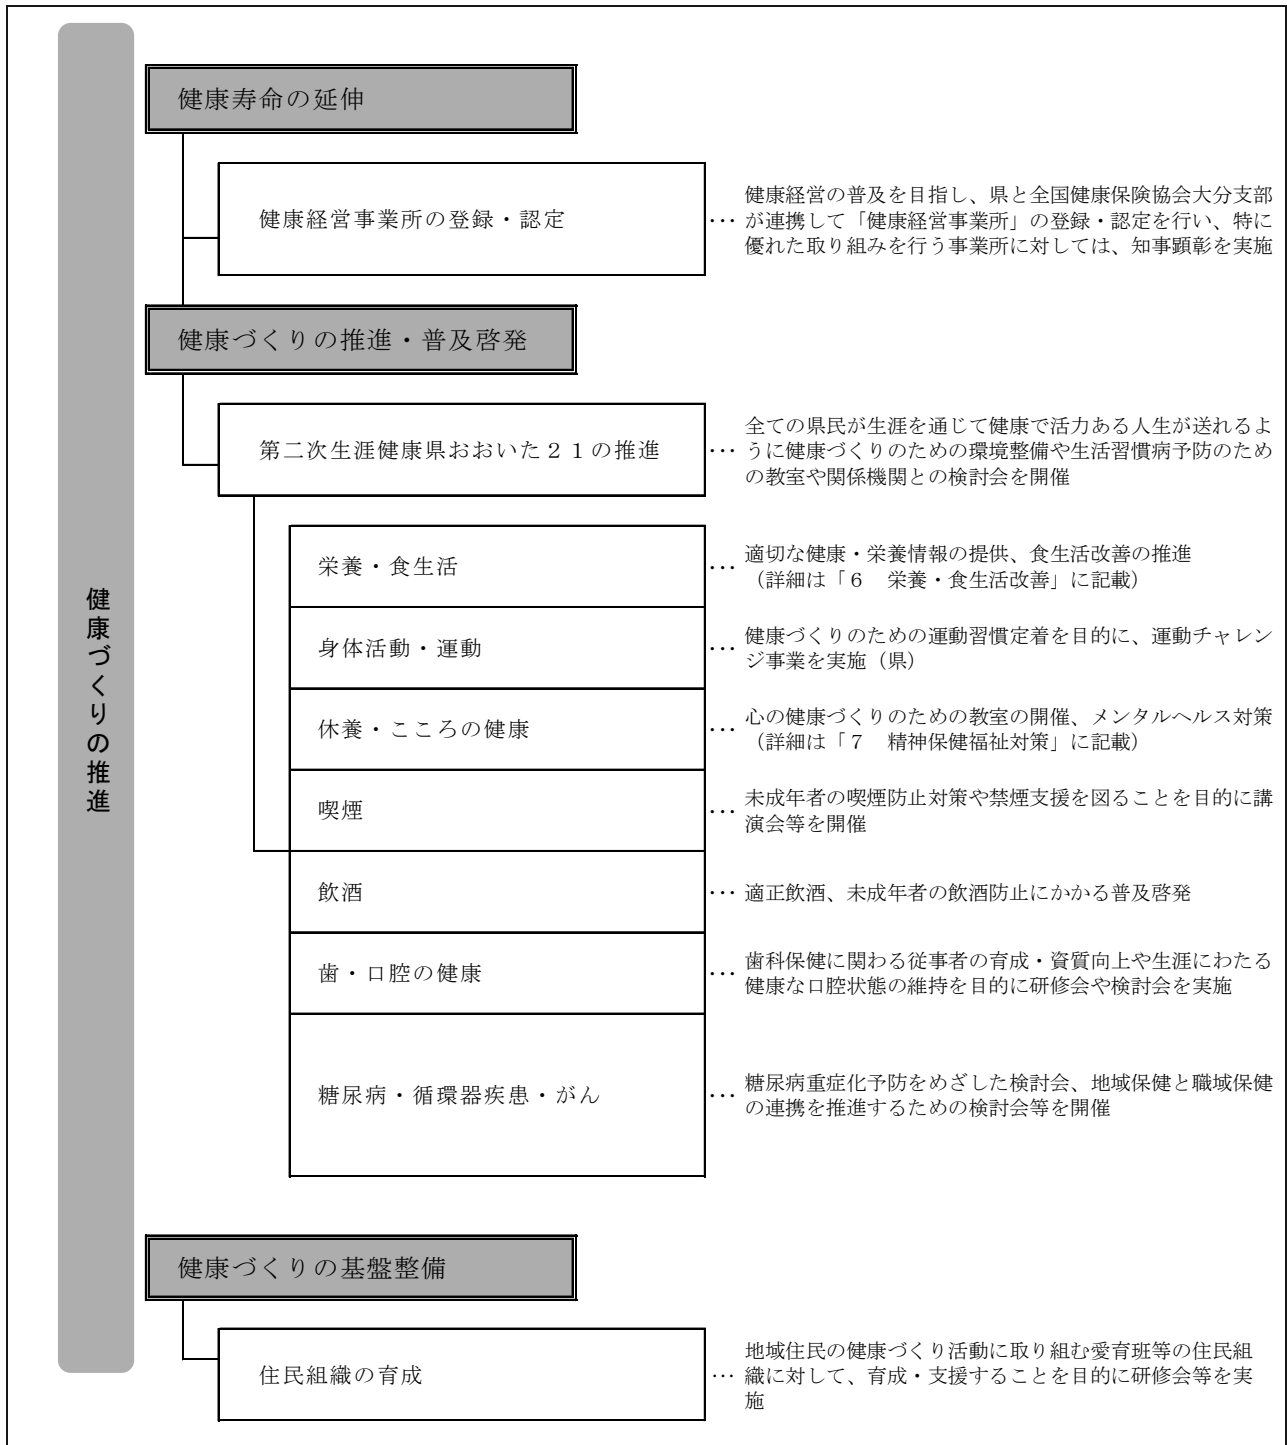 健康づくりの推進
健康寿命の延伸
健康経営事業所の登録・認定
… 健康経営の普及を目指し、県と全国健康保険協会大分支部
が連携して「健康経営事業所」の登録・認定を行い、特に
優れた取り組みを行う事業所に対しては、知事顕彰を実施
健康づくりの推進・普及啓発
第二次生涯健康県おおいた２１の推進
… 全ての県民が生涯を通じて健康で活力ある人生が送れるよ
うに健康づくりのための環境整備や生活習慣病予防のため
の教室や関係機関との検討会を開催
栄養・食生活
… 適切な健康・栄養情報の提供、食生活改善の推進
（詳細は「６　栄養・食生活改善」に記載）
身体活動・運動
… 健康づくりのための運動習慣定着を目的に、運動チャレン
ジ事業を実施（県）
休養・こころの健康
… 心の健康づくりのための教室の開催、メンタルヘルス対策
（詳細は「７　精神保健福祉対策」に記載）
喫煙
… 未成年者の喫煙防止対策や禁煙支援を図ることを目的に講
演会等を開催
飲酒
… 適正飲酒、未成年者の飲酒防止にかかる普及啓発
歯・口腔の健康
… 歯科保健に関わる従事者の育成・資質向上や生涯にわたる
健康な口腔状態の維持を目的に研修会や検討会を実施
糖尿病・循環器疾患・がん
… 糖尿病重症化予防をめざした検討会、地域保健と職域保健
の連携を推進するための検討会等を開催
健康づくりの基盤整備
住民組織の育成
… 地域住民の健康づくり活動に取り組む愛育班等の住民組
織に対して、育成・支援することを目的に研修会等を実
施